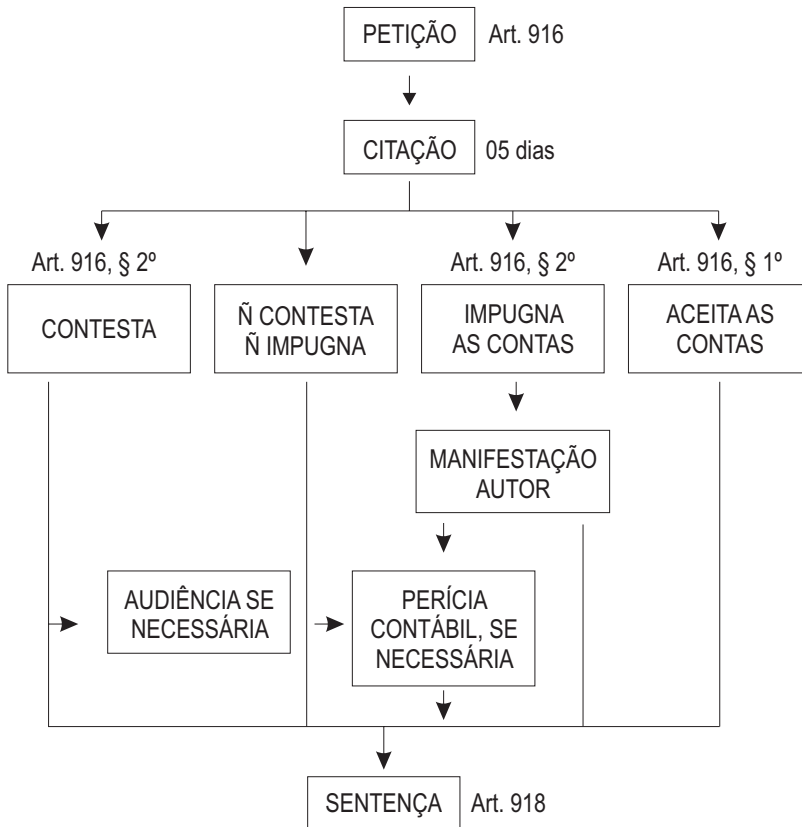 PETIÇÃO Art. 916
CITAÇÃO 05 dias
Art. 916, § 2º
CONTESTA
Ñ CONTESTA
Ñ IMPUGNA
Art. 916, § 2º
IMPUGNA
AS CONTAS
Art. 916, § 1º
ACEITA AS
CONTAS
MANIFESTAÇÃO
AUTOR
AUDIÊNCIA SE
NECESSÁRIA
PERÍCIA
CONTÁBIL, SE
NECESSÁRIA
SENTENÇA Art. 918